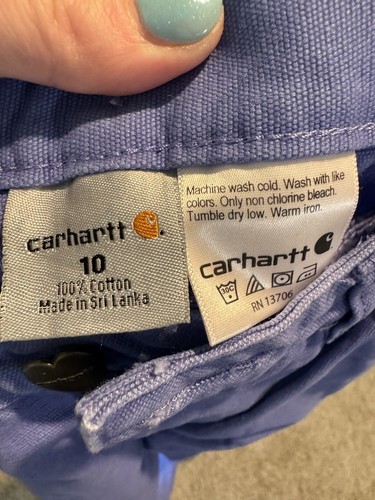 carhartt
10
100% Cotton
Made in Sri Lanka
Machine wash cold. Wash with like
colors. Only non chlorine bleach.
Tumble dry low. Warm iron.
carhartt
30C
RN 13706